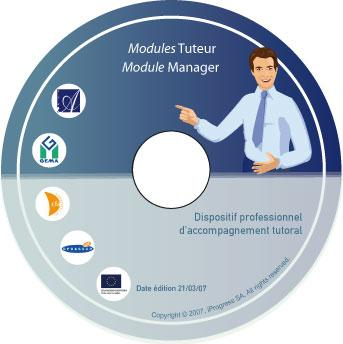 Modules Tuteur
Module Manager
A
GEMA
Dispositif professionnel
d'accompagnement tutoral
Date édition 21/03/07
Copyright © 2007, iProgress SA, All rights reserved.